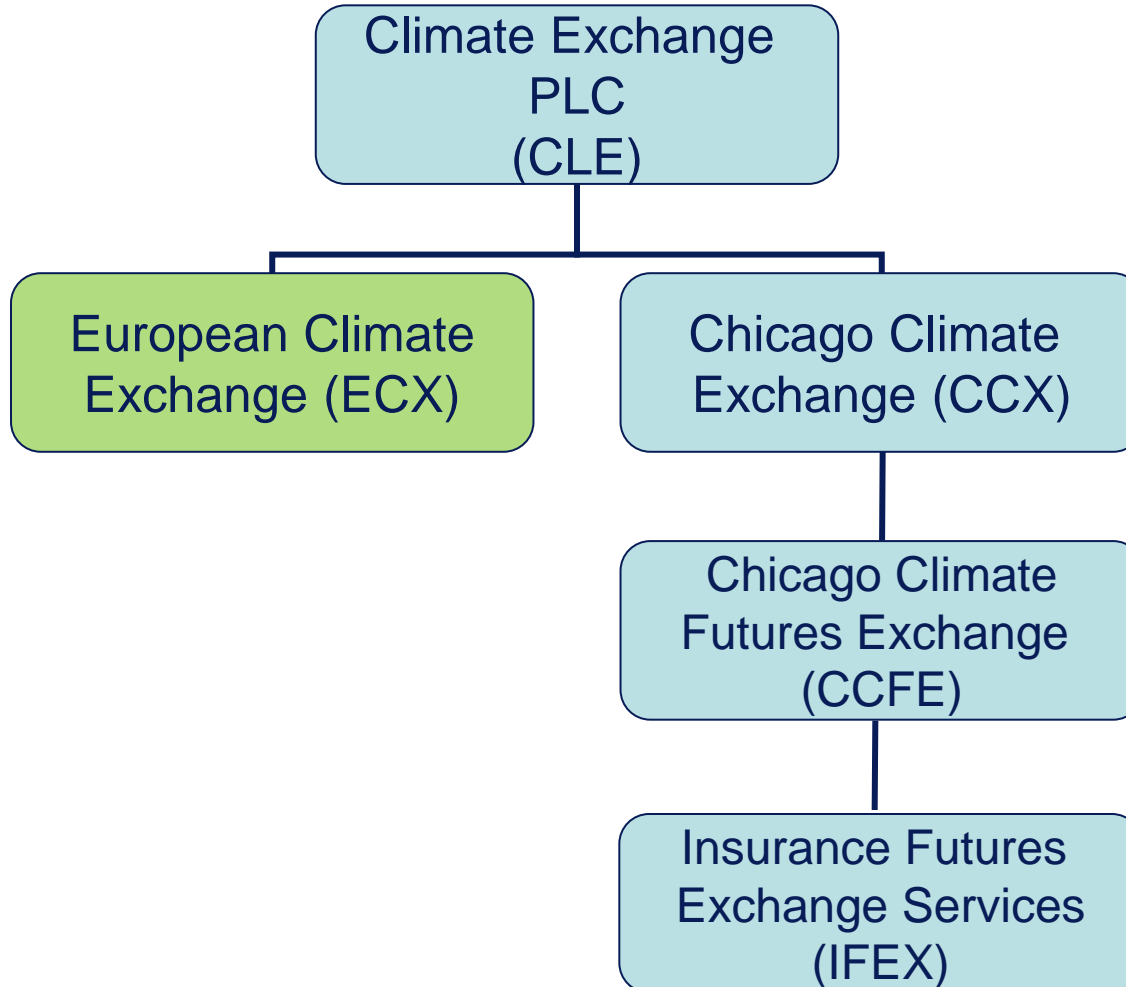 Climate Exchange
PLC
(CLE)
European Climate
Exchange (ECX)
Chicago Climate
Exchange (CCX)
Chicago Climate
Futures Exchange
(CCFE)
Insurance Futures
Exchange Services
(IFEX)